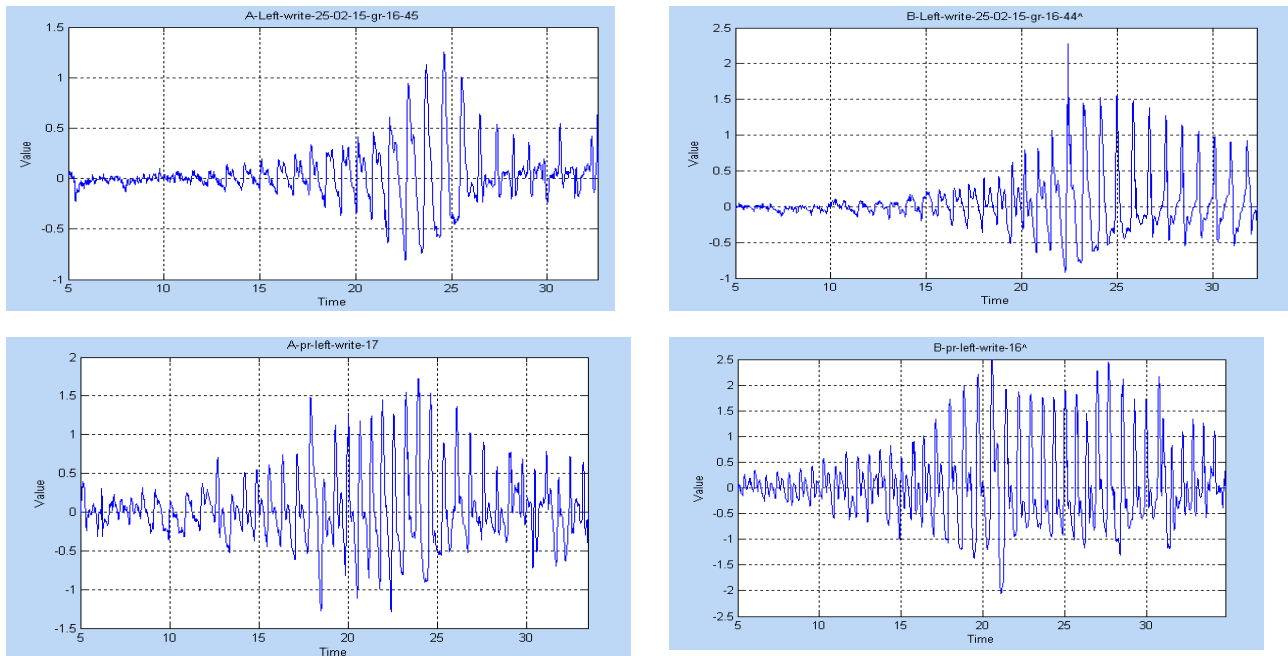 A-Left-write-25-02-15-gr-16-45
1.5
1
0.5
0
-0.5
-1
Value
5 10 15 20 25 30
Time
B-Left-write-25-02-15-gr-16-44^
2.5
2
1.5
1
0.5
0
-0.5
-1
Value
5 10 15 20 25 30
Time
A-pr-left-write-17
2
1.5
1
0.5
0
-0.5
-1
-1.5
Value
5 10 15 20 25 30
Time
B-pr-left-write-16^
2.5
2
1.5
1
0.5
0
-0.5
-1
-1.5
-2
-2.5
Value
5 10 15 20 25 30
Time